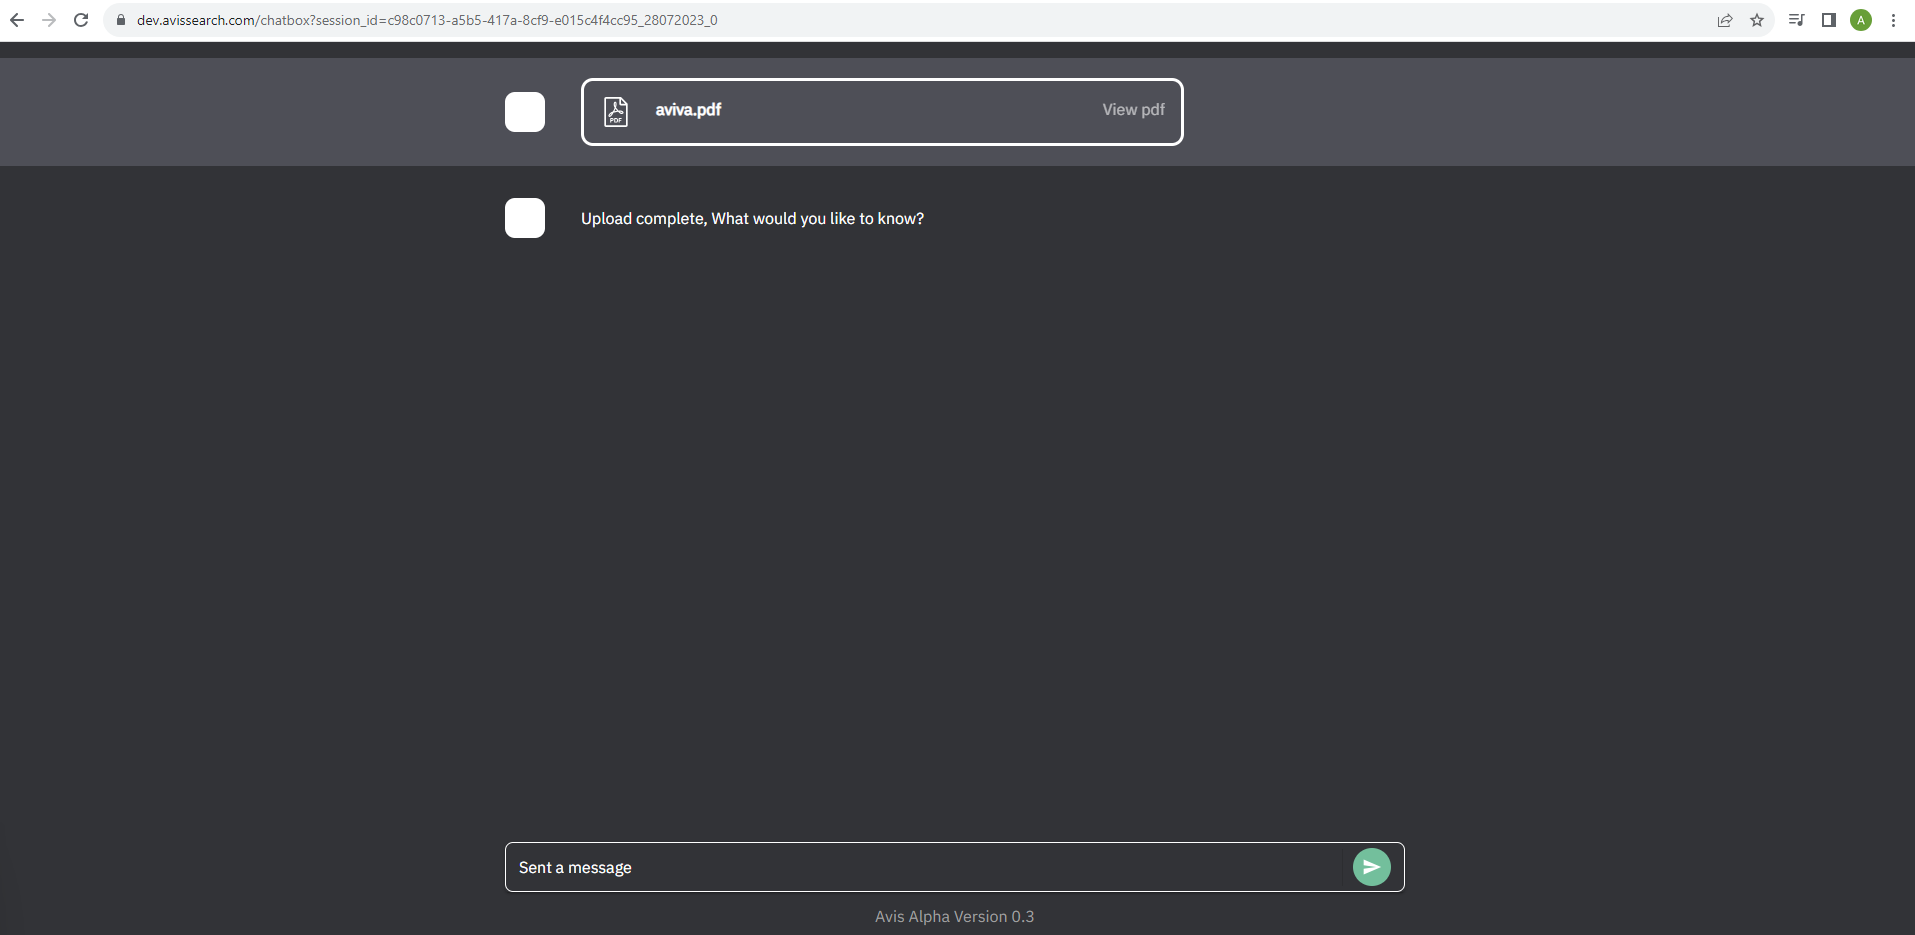 dev.avissearch.com/chatbox?session_id=c98c0713-a5b5-417a-8cf9-e015c4f4cc95_28072023_0
A
PDF
aviva.pdf
View pdf
Upload complete, What would you like to know?
Sent a message
Avis Alpha Version 0.3